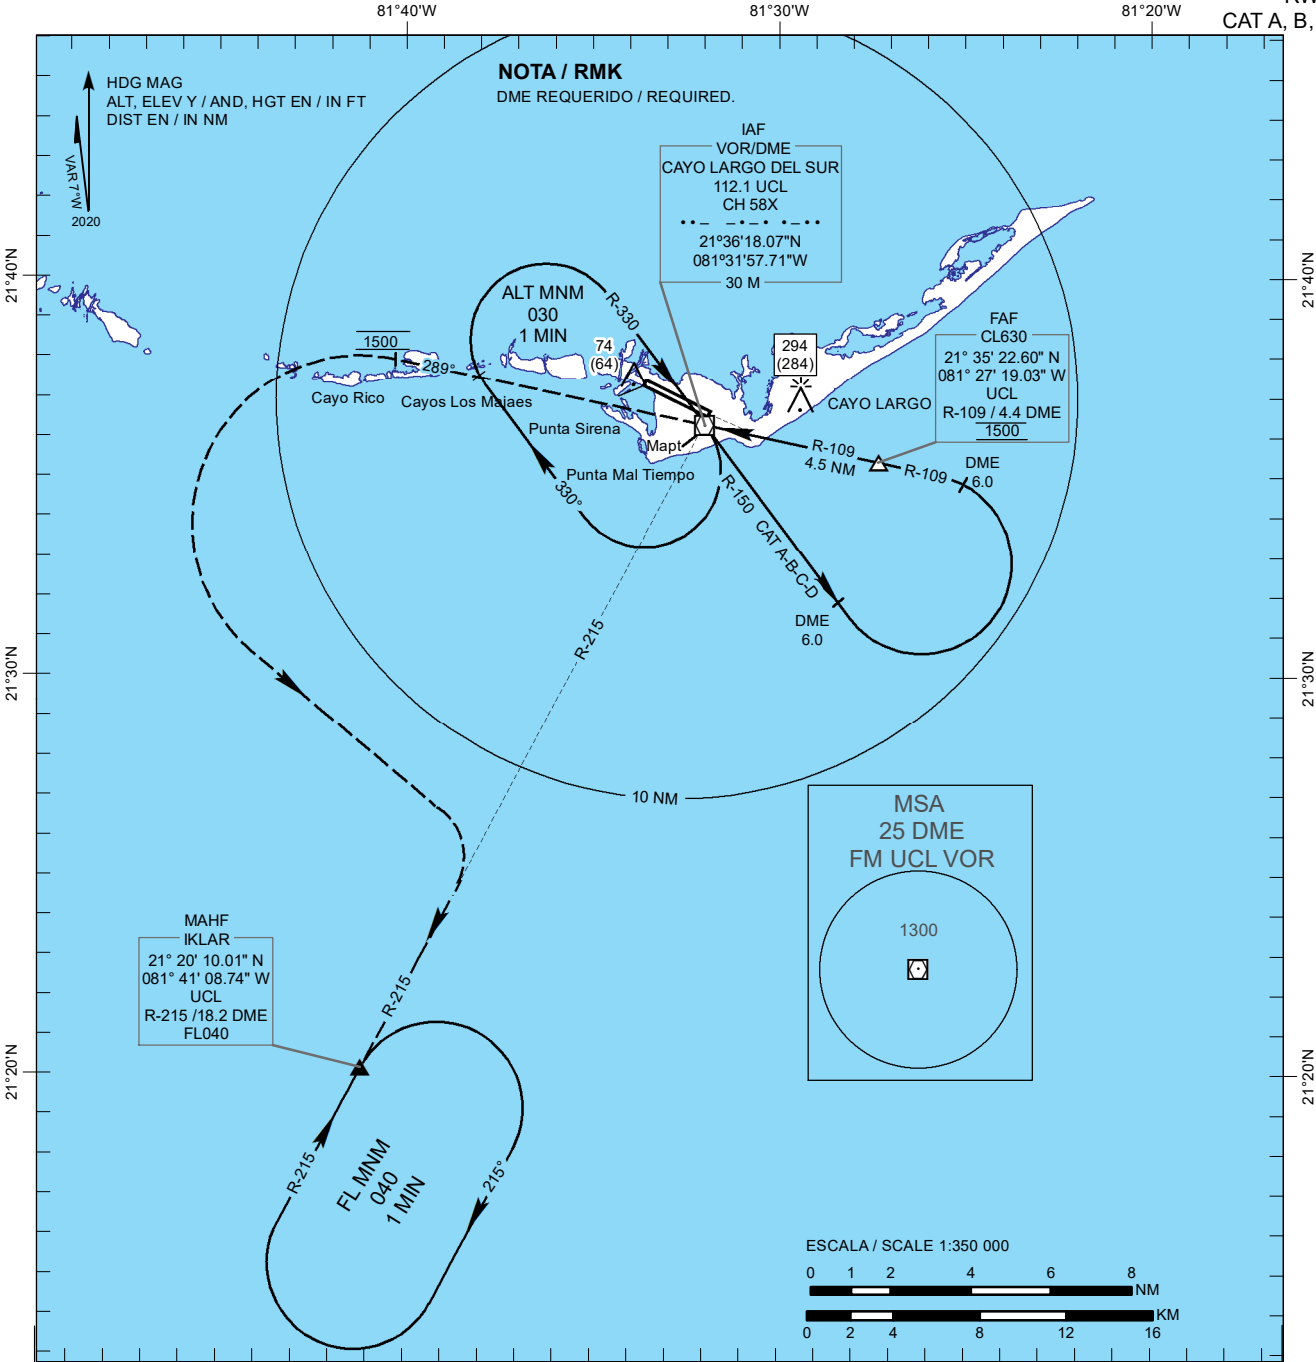 81°40'W
81°30'W
81°20'W
CAT A, B,
HDG MAG
ALT, ELEV Y / AND, HGT EN / IN FT
DIST EN / IN NM
VAR 7°W
2020
NOTA / RMK
DME REQUERIDO / REQUIRED.
IAF
VOR/DME
CAYO LARGO DEL SUR
112.1 UCL
CH 58X
••– –•–• •–••
21°36'18.07"N
081°31'57.71"W
30 M
21°40'N
21°40'N
ALT MNM
030
1 MIN
R-330
74
(64)
294
(284)
FAF
CL630
21° 35' 22.60" N
081° 27' 19.03" W
UCL
R-109 / 4.4 DME
1500
1500
289°
Cayo Rico
Cayos Los Majaes
CAYO LARGO
Punta Sirena
Mapt
Punta Mal Tiempo
R-109
4.5 NM
R-109
DME
6.0
330°
R-150 CAT A-B-C-D
DME
6.0
R-215
21°30'N
21°30'N
10 NM
MSA
25 DME
FM UCL VOR
1300
MAHF
IKLAR
21° 20' 10.01" N
081° 41' 08.74" W
UCL
R-215 /18.2 DME
FL040
R-215
21°20'N
21°20'N
R-215
FL MNM
040
1 MIN
215°
ESCALA / SCALE 1:350 000
0 1 2 4 6 8
NM
KM
0 2 4 8 12 16